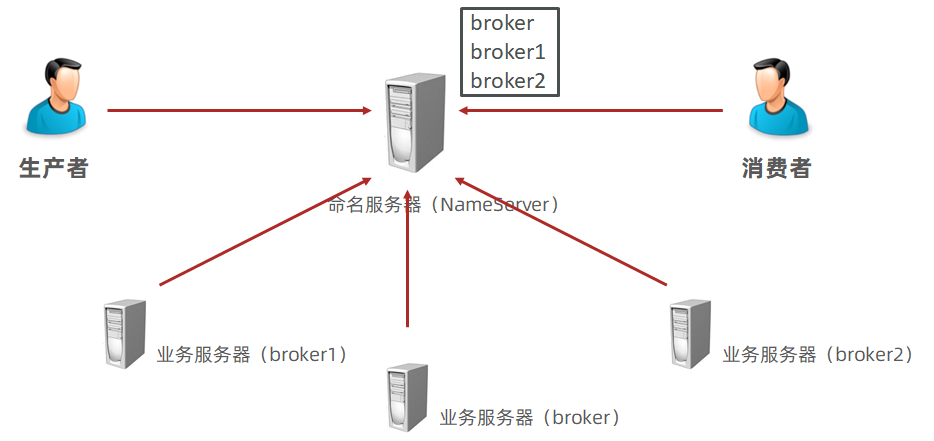 broker
broker1
broker2
生产者
消费者
命名服务器（NameServer）
业务服务器（broker1）
业务服务器（broker2）
业务服务器（broker）